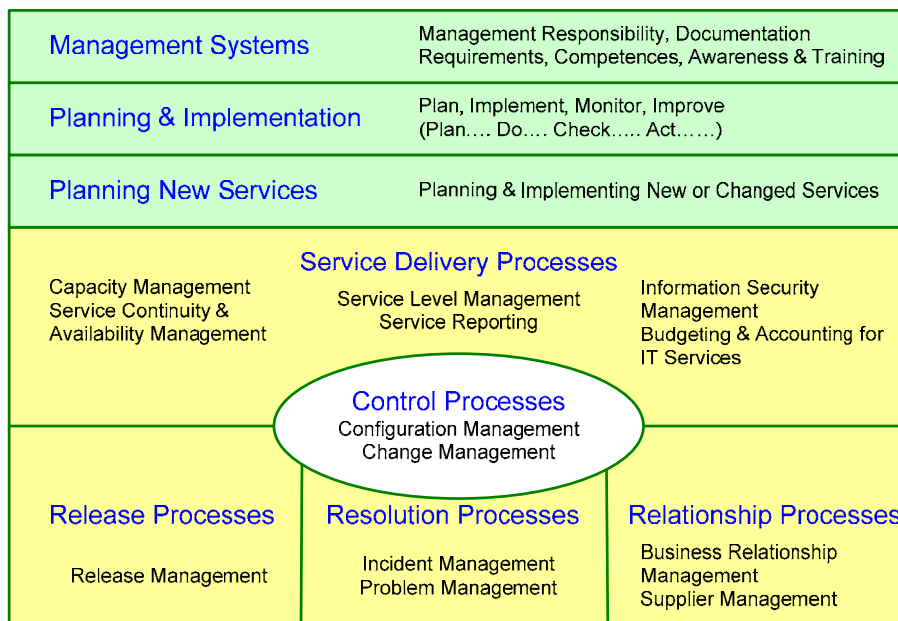 Management Systems
Management Responsibility, Documentation
Requirements, Competences, Awareness & Training
Planning & Implementation
Plan, Implement, Monitor, Improve
(Plan.... Do.... Check..... Act......)
Planning New Services
Planning & Implementing New or Changed Services
Service Delivery Processes
Capacity Management
Service Continuity &
Availability Management
Service Level Management
Service Reporting
Information Security
Management
Budgeting & Accounting for
IT Services
Control Processes
Configuration Management
Change Management
Release Processes
Release Management
Resolution Processes
Incident Management
Problem Management
Relationship Processes
Business Relationship
Management
Supplier Management